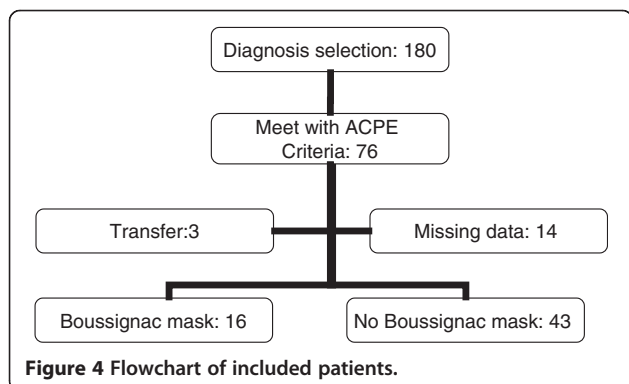 Diagnosis selection: 180
Meet with ACPE
Criteria: 76
Transfer:3
Missing data: 14
Boussignac mask: 16
No Boussignac mask: 43
Figure 4 Flowchart of included patients.